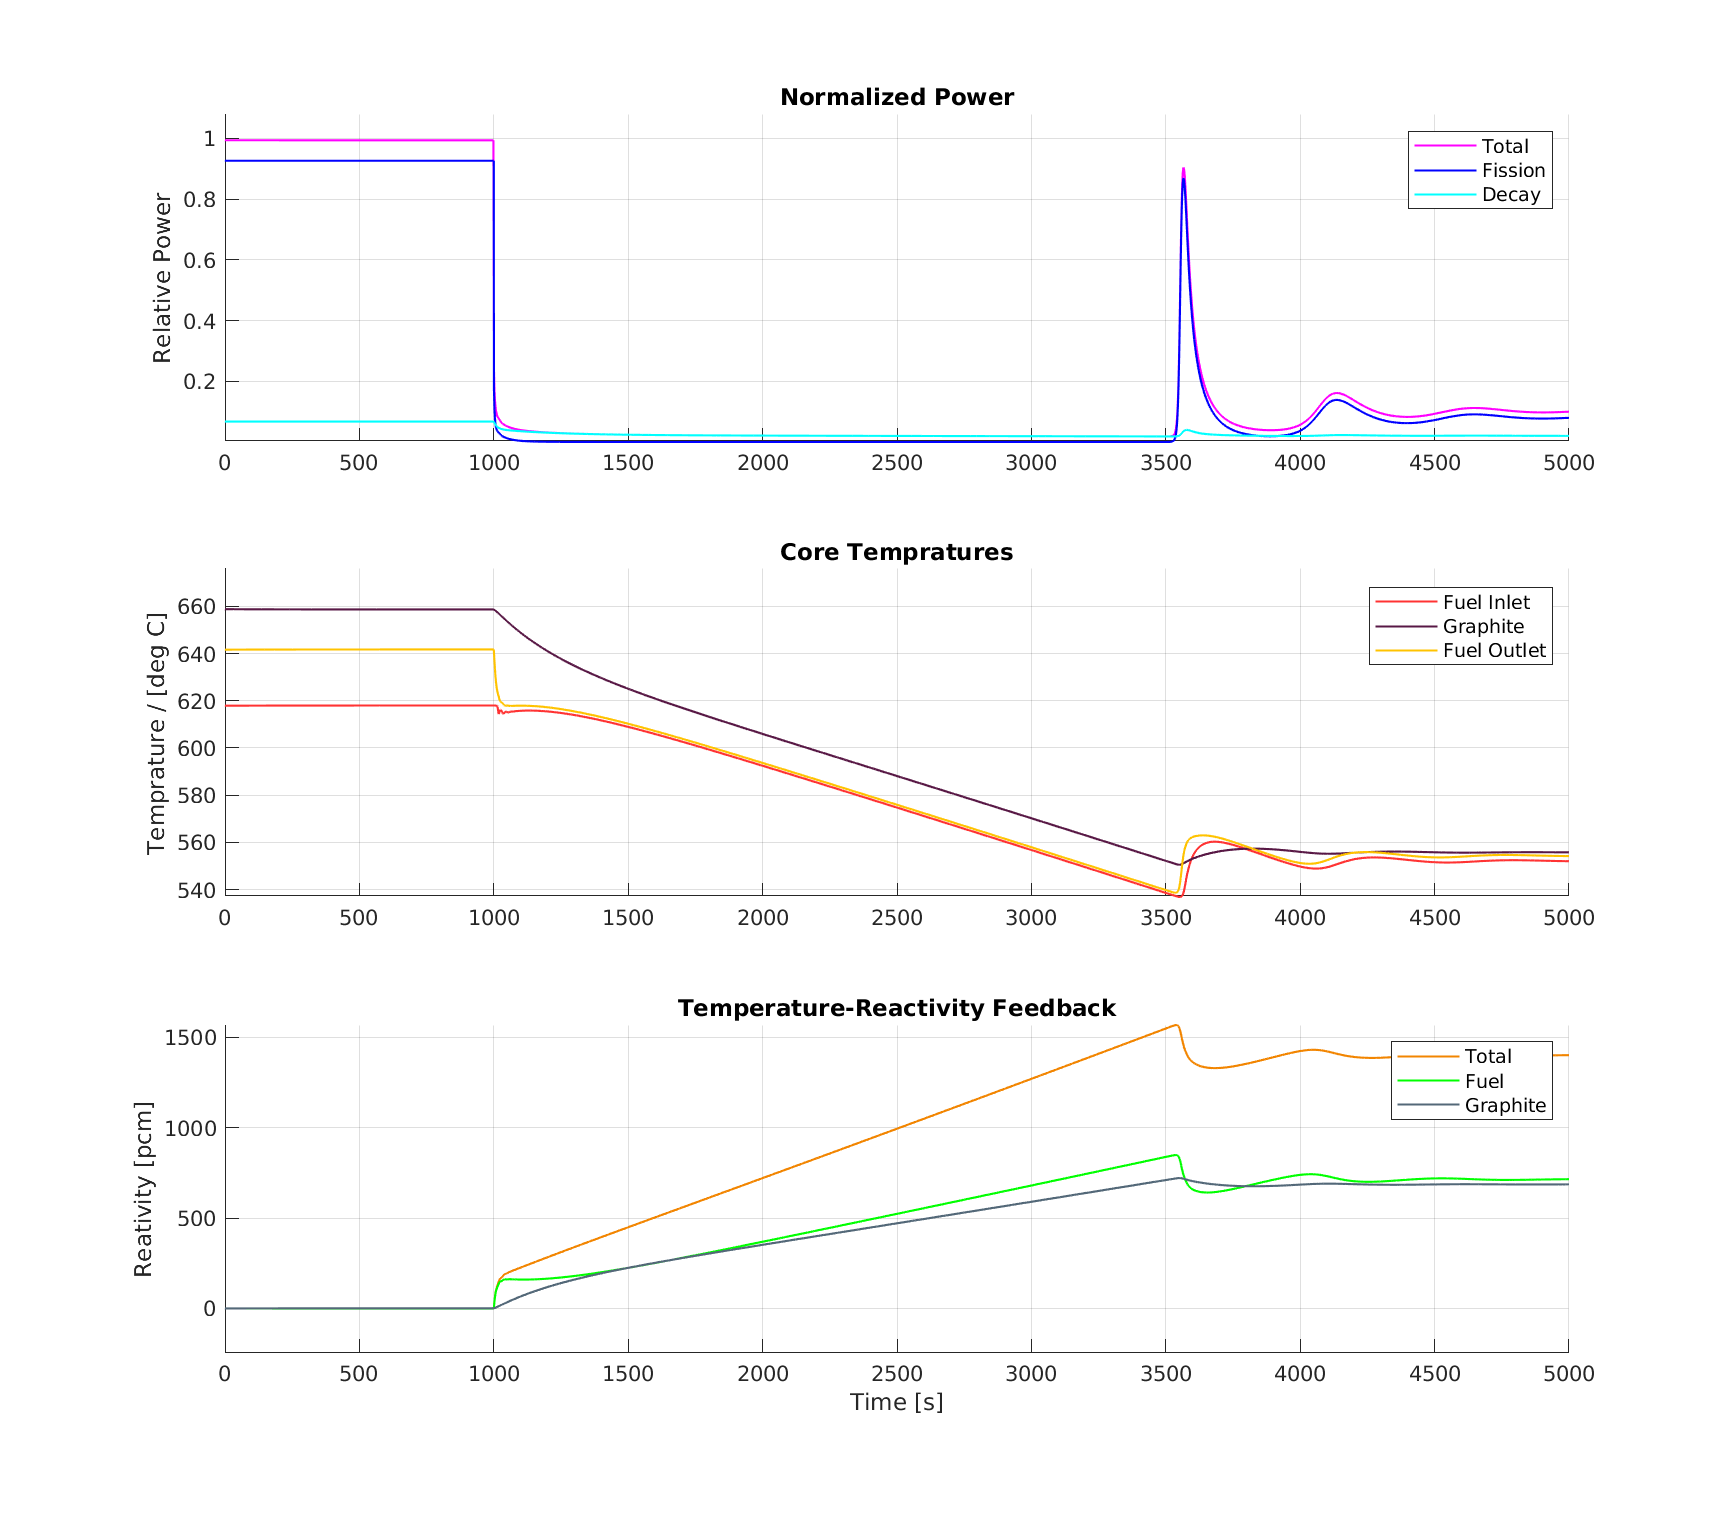 Normalized Power
Relative Power
1
0.8
0.6
0.4
0.2
Total
Fission
Decay
0 500 1000 1500 2000 2500 3000 3500 4000 4500 5000
Core Tempratures
Temprature / [deg C]
660
640
620
600
580
560
540
Fuel Inlet
Graphite
Fuel Outlet
0 500 1000 1500 2000 2500 3000 3500 4000 4500 5000
Temperature-Reactivity Feedback
Reativity [pcm]
1500
1000
500
0
Total
Fuel
Graphite
0 500 1000 1500 2000 2500 3000 3500 4000 4500 5000
Time [s]